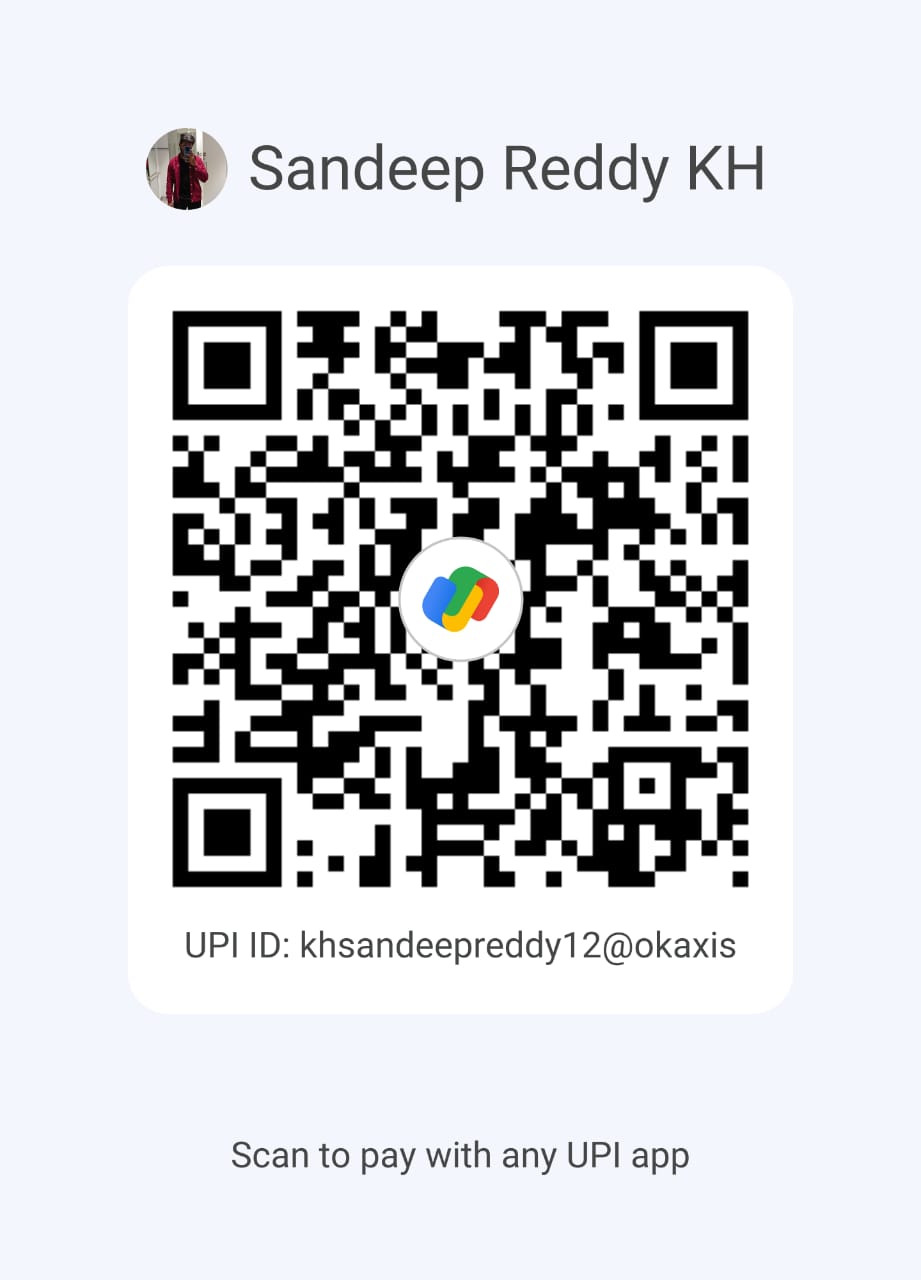 Sandeep Reddy KH
UPI ID: khsandeepreddy12@okaxis
Scan to pay with any UPI app